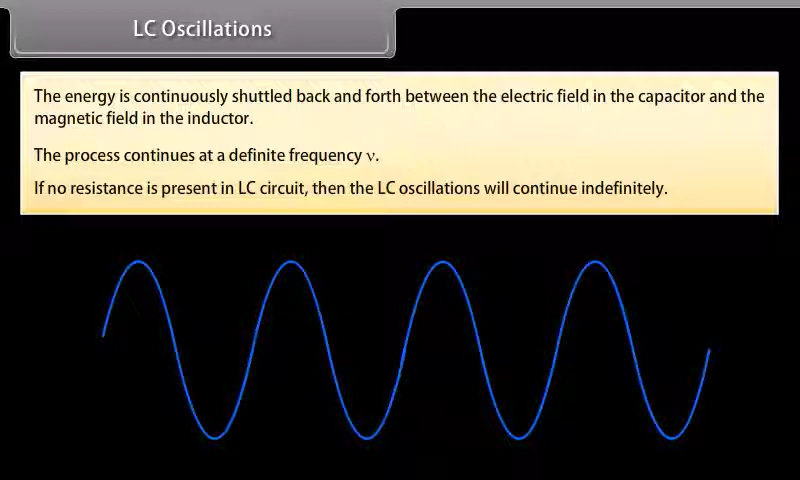 LC Oscillations
The energy is continuously shuttled back and forth between the electric field in the capacitor and the
magnetic field in the inductor.
The process continues at a definite frequency ν.
If no resistance is present in LC circuit, then the LC oscillations will continue indefinitely.